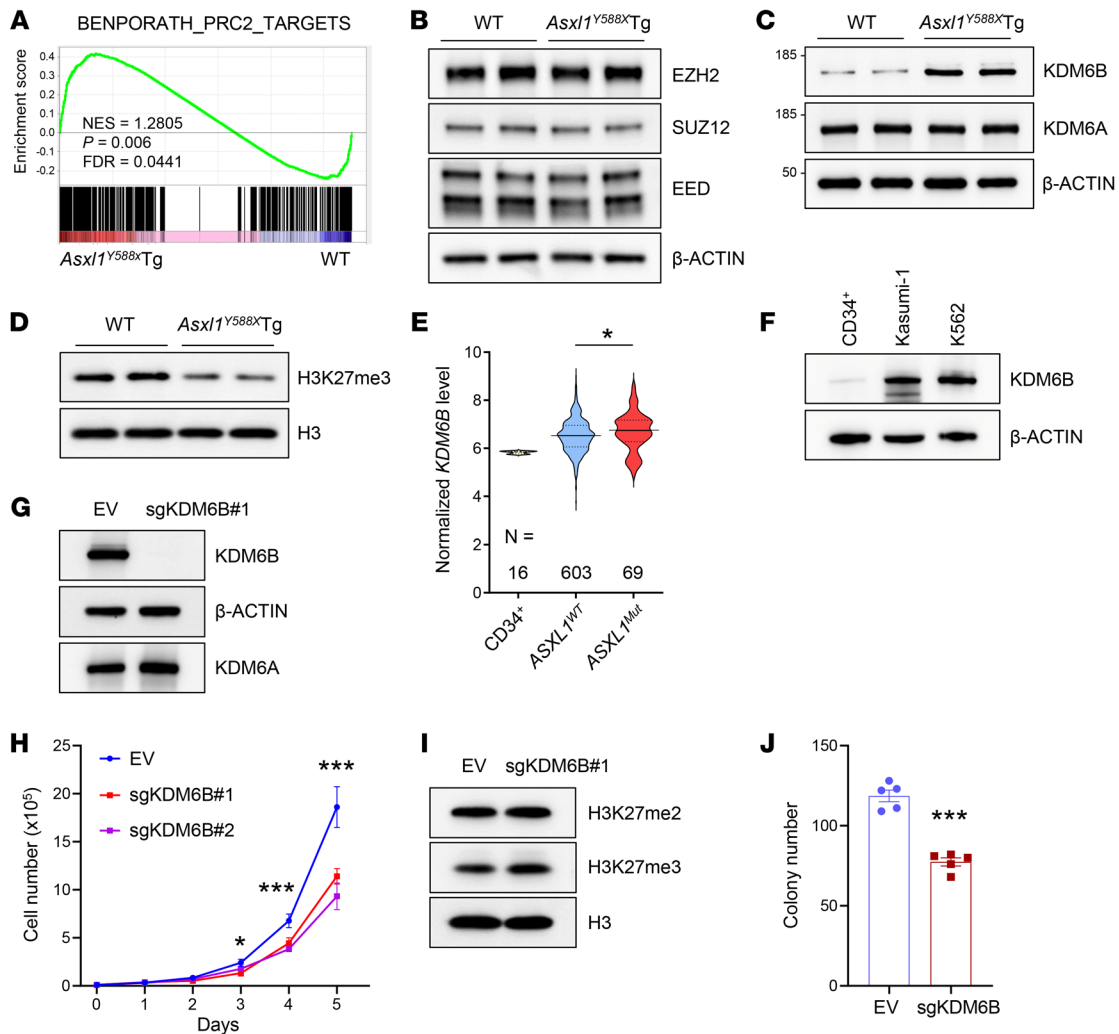 A
BENPORATH_PRC2_TARGETS
Enrichment score
0.4
0.3
0.2
0.1
0.0
-0.1
-0.2
NES = 1.2805
P = 0.006
FDR = 0.0441
Asxl1Y588XTg
WT
B
WT
Asxl1Y588XTg
EZH2
SUZ12
EED
β-ACTIN
C
WT
Asxl1Y588XTg
185
KDM6B
185
KDM6A
50
β-ACTIN
D
WT
Asxl1Y588XTg
H3K27me3
H3
E
Normalized KDM6B level
10
8
6
4
2
0
*
N =
16
603
69
CD34+
ASXL1WT
ASXL1Mut
F
CD34+
Kasumi-1
K562
KDM6B
β-ACTIN
G
EV
sgKDM6B#1
KDM6B
β-ACTIN
KDM6A
H
Cell number (x10⁵)
25
20
15
10
5
0
EV
sgKDM6B#1
sgKDM6B#2
*
***
***
0 1 2 3 4 5
Days
I
EV
sgKDM6B#1
H3K27me2
H3K27me3
H3
J
Colony number
150
100
50
0
***
EV
sgKDM6B